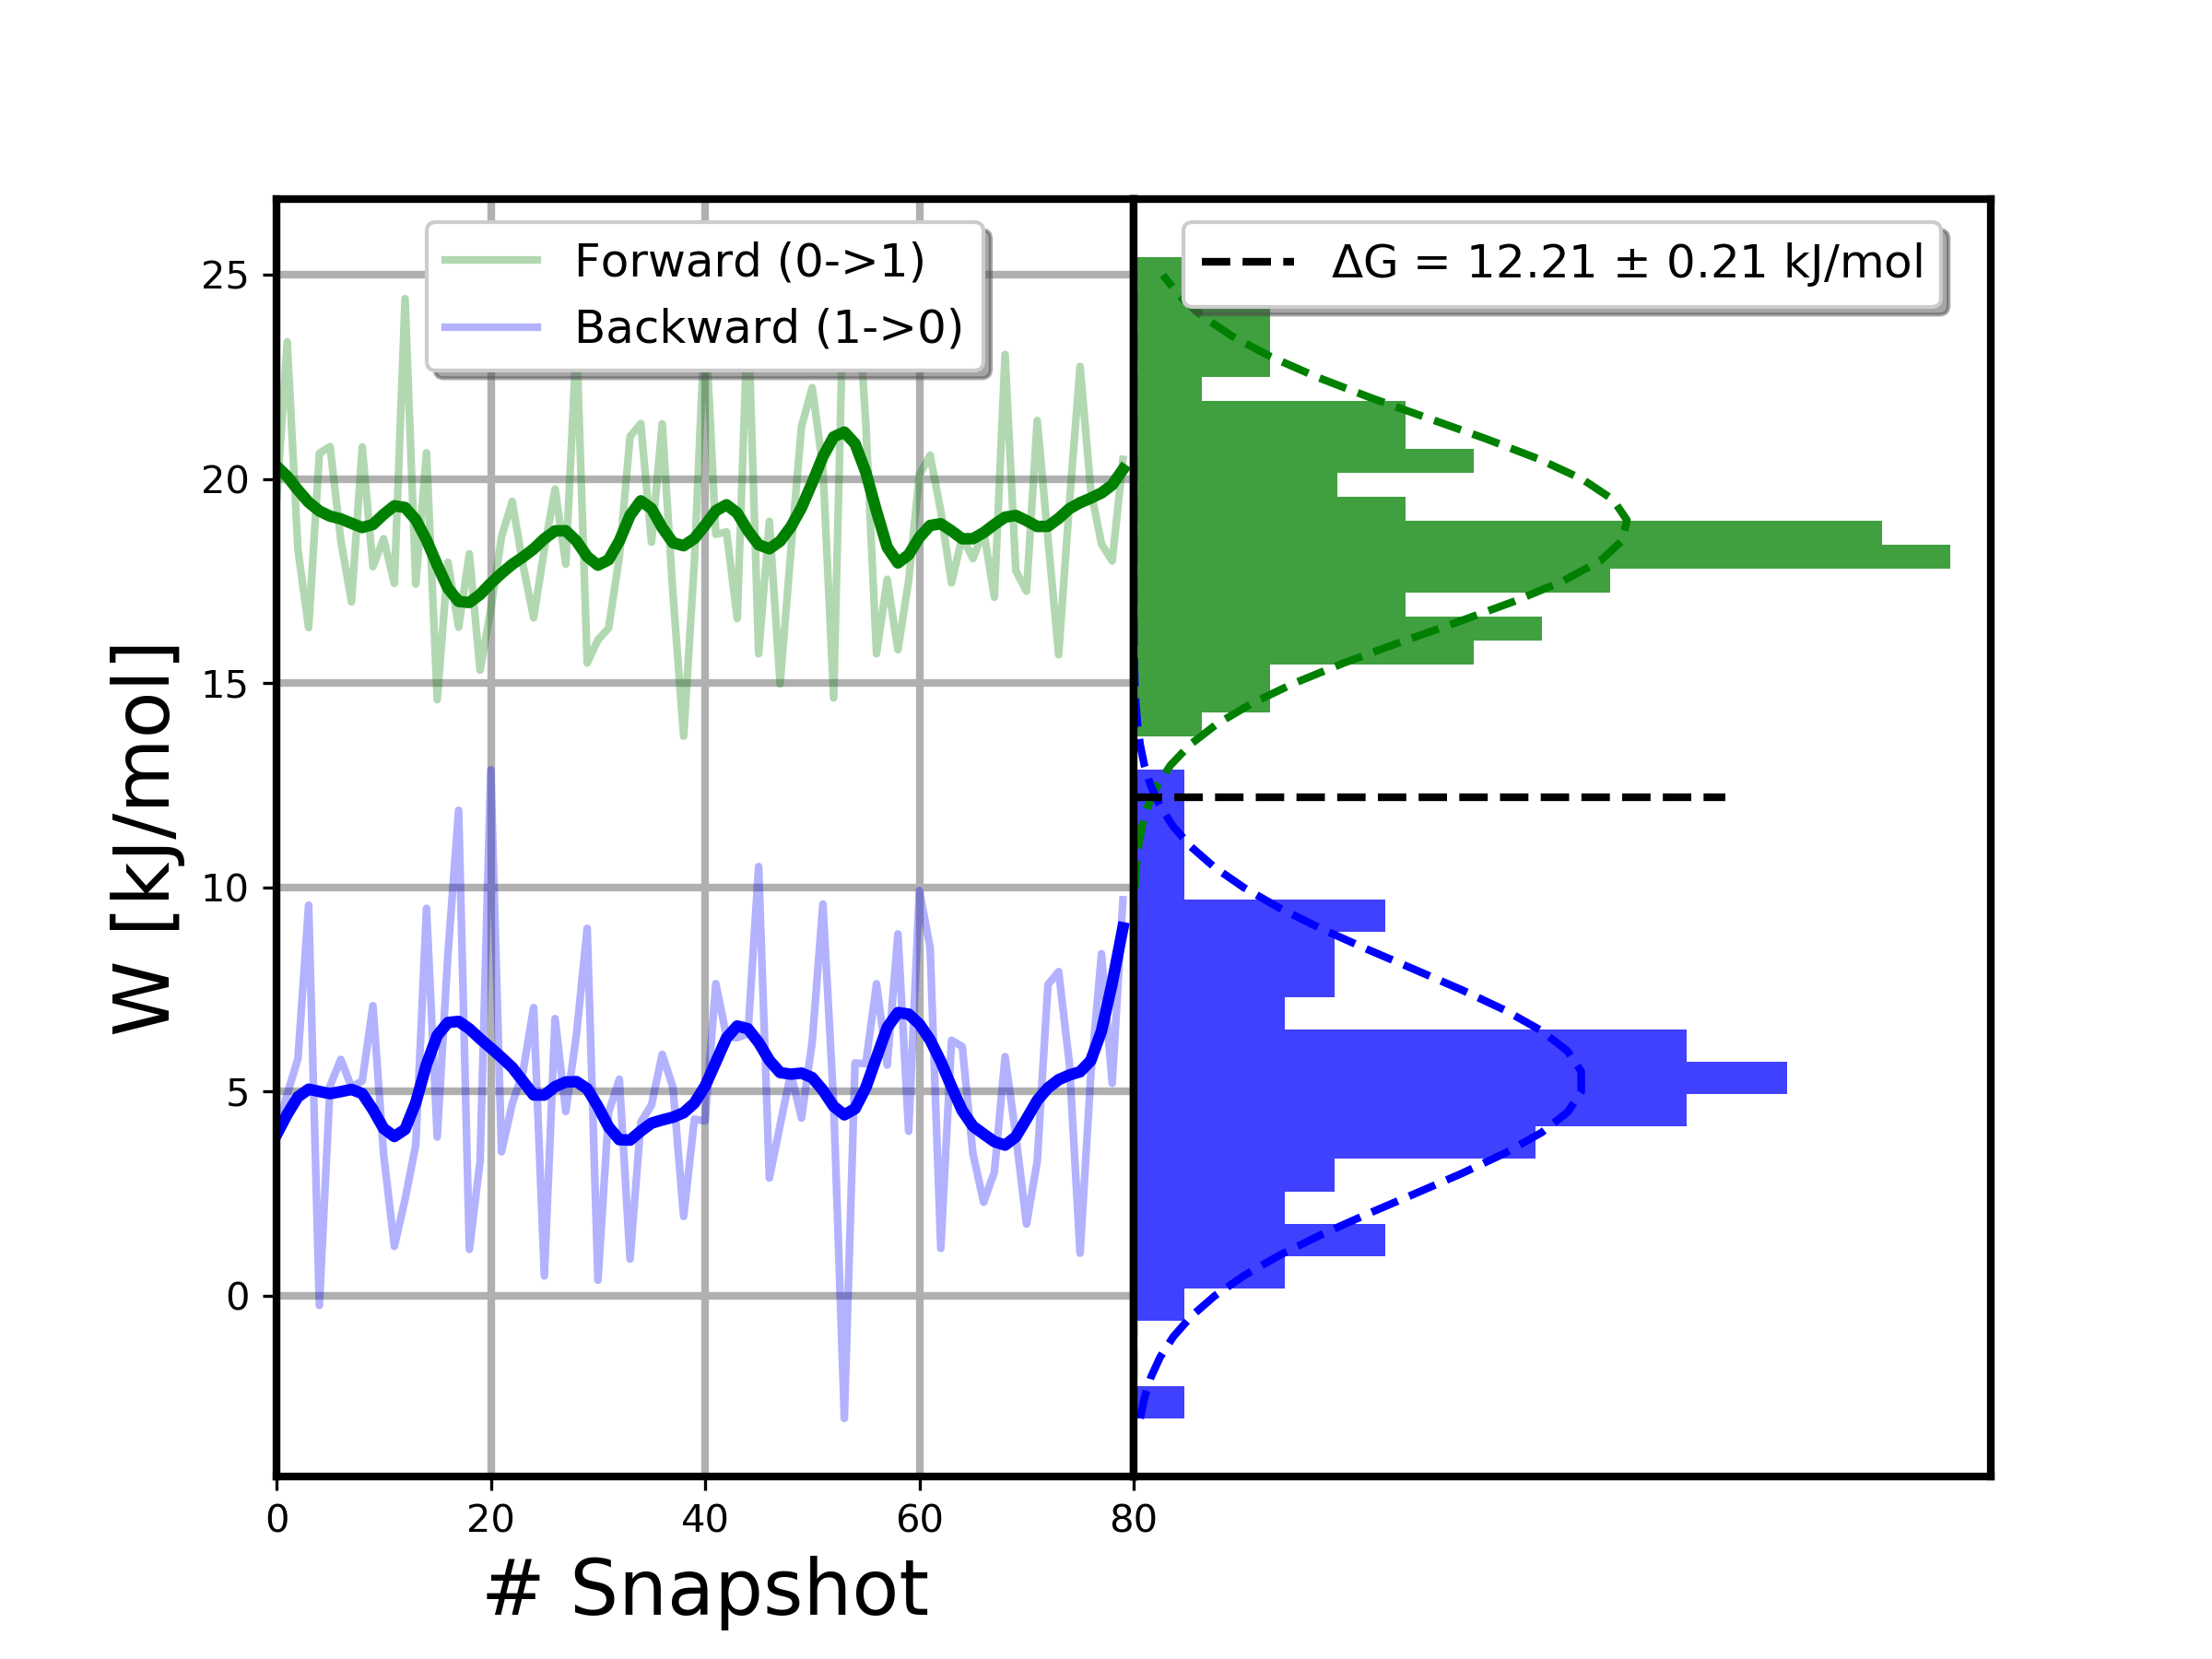 Forward (0->1)
Backward (1->0)
ΔG = 12.21 ± 0.21 kJ/mol
W [kJ/mol]
25
20
15
10
5
0
0 20 40 60 80
# Snapshot